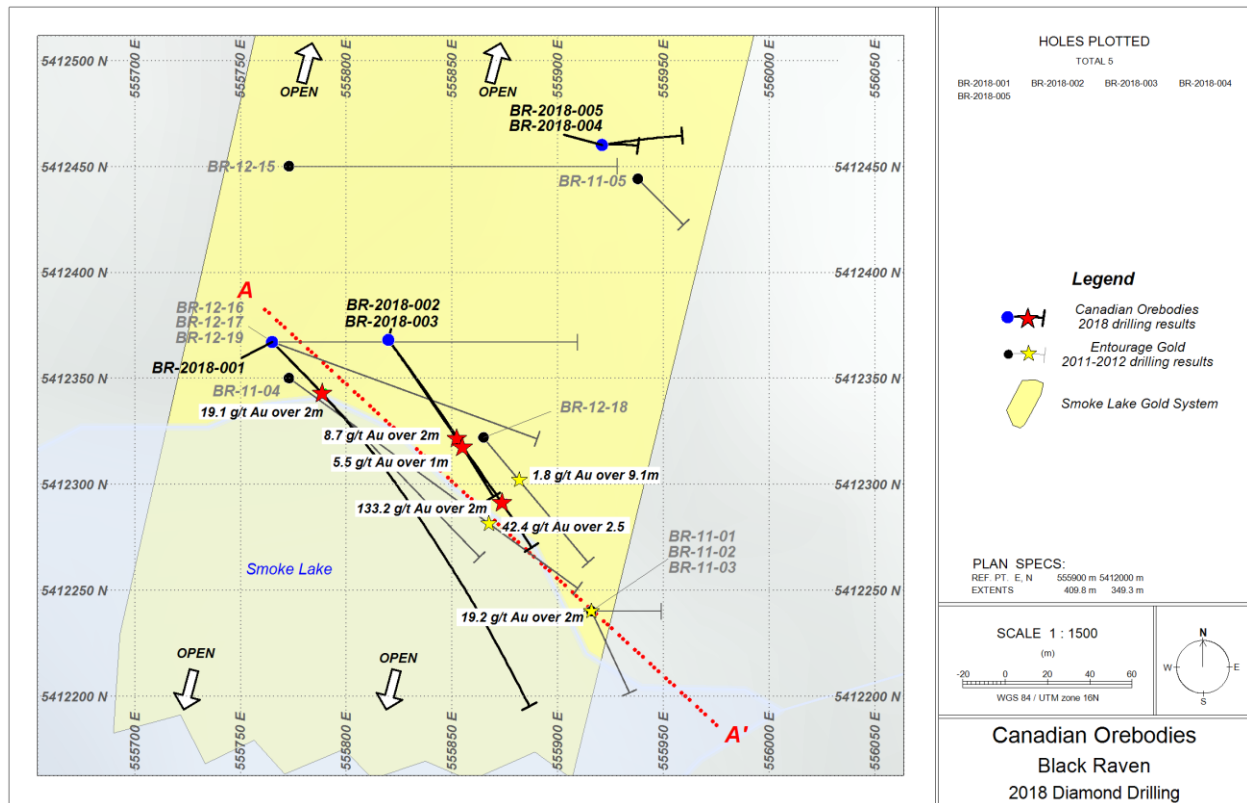 555700 E
555750 E
555800 E
555850 E
555900 E
555950 E
556000 E
556050 E
5412500 N
5412450 N
5412400 N
5412350 N
5412300 N
5412250 N
5412200 N
OPEN
OPEN
BR-2018-005
BR-2018-004
BR-12-15
BR-11-05
A
BR-12-16
BR-12-17
BR-12-19
BR-2018-002
BR-2018-003
BR-2018-001
BR-11-04
19.1 g/t Au over 2m
BR-12-18
8.7 g/t Au over 2m
5.5 g/t Au over 1m
1.8 g/t Au over 9.1m
133.2 g/t Au over 2m
42.4 g/t Au over 2.5
BR-11-01
BR-11-02
BR-11-03
Smoke Lake
19.2 g/t Au over 2m
OPEN
OPEN
A'
555700 E
555750 E
555800 E
555850 E
555900 E
555950 E
556000 E
556050 E
HOLES PLOTTED
TOTAL 5
BR-2018-001 BR-2018-002 BR-2018-003 BR-2018-004
BR-2018-005
Legend
Canadian Orebodies
2018 drilling results
Entourage Gold
2011-2012 drilling results
Smoke Lake Gold System
PLAN SPECS:
REF. PT. E, N 555900 m 5412000 m
EXTENTS 409.8 m 349.3 m
SCALE 1 : 1500
(m)
-20 0 20 40 60
WGS 84 / UTM zone 16N
N
W E
S
Canadian Orebodies
Black Raven
2018 Diamond Drilling